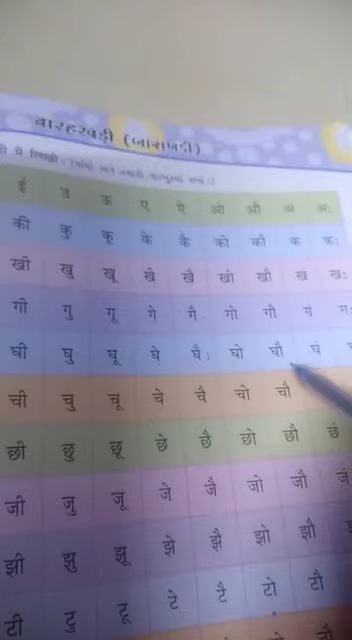 बारहखड़ी (બારાખડી)
ई उ ऊ ए ऐ ओ औ अं अः
की कु कू के कै को कौ कं कः
खी खु खू खे खै खो खौ खं खः
गी गु गू गे गै गो गौ गं
घी घु घू घे घै घो घौ घं
ची चु चू चे चै चो चौ
छी छु छू छे छै छो छौ छं
जी जु जू जे जै जो जौ जं
झी झु झू झे झै झो झौ
टी टु टू टे टै टो टौ